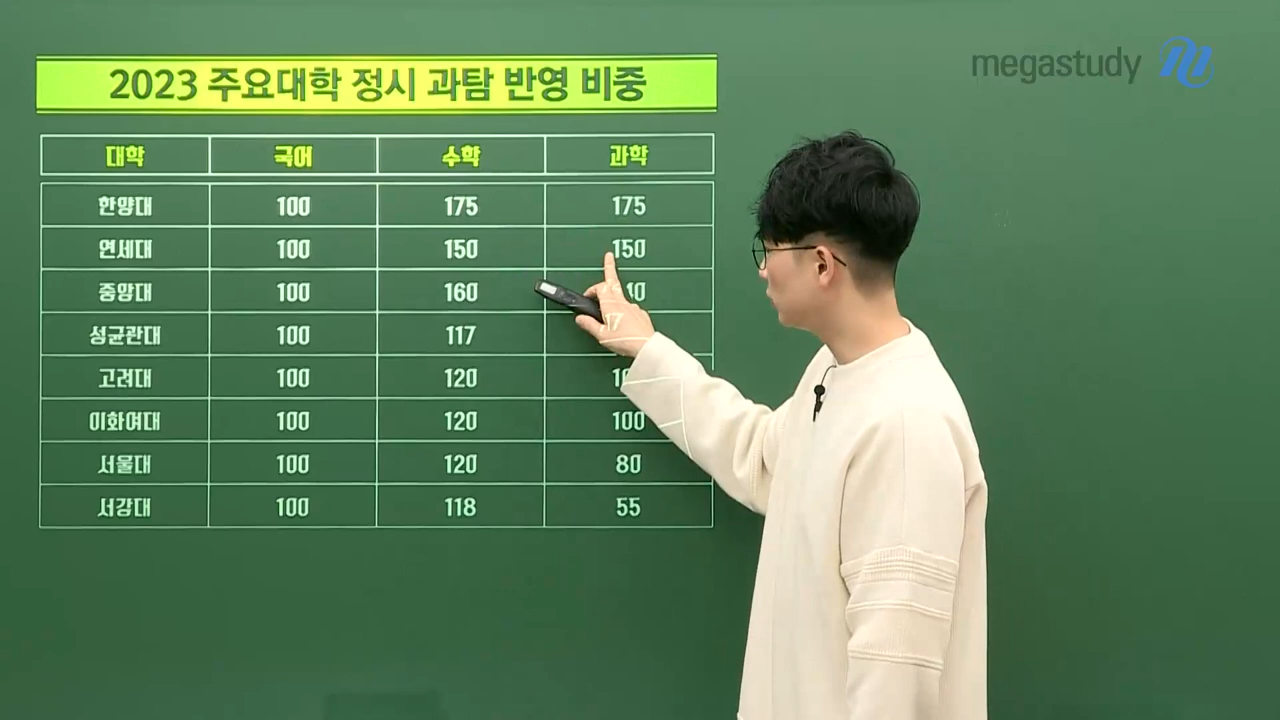 megastudy
2023 주요대학 정시 과탐 반영 비중
대학 국어 수학 과학
한양대 100 175 175
연세대 100 150 150
중앙대 100 160
성균관대 100 117
고려대 100 120
이화여대 100 120 100
서울대 100 120 80
서강대 100 118 55